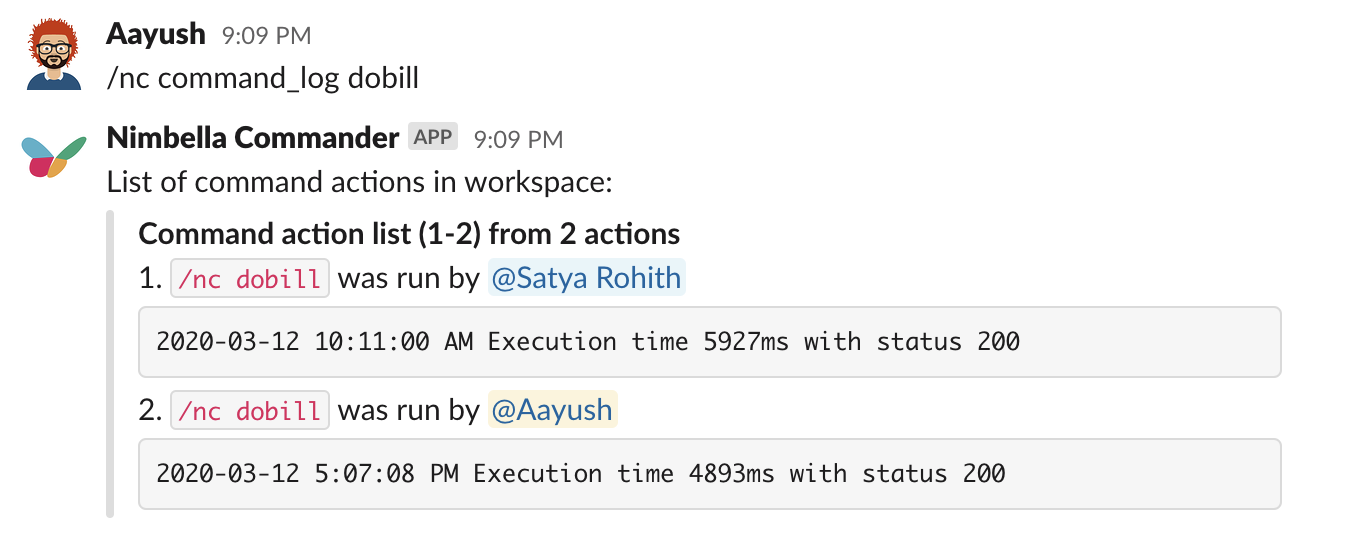 Aayush 9:09 PM
/nc command_log dobill
Nimbella Commander APP 9:09 PM
List of command actions in workspace:
Command action list (1-2) from 2 actions
1. /nc dobill was run by @Satya Rohith
2020-03-12 10:11:00 AM Execution time 5927ms with status 200
2. /nc dobill was run by @Aayush
2020-03-12 5:07:08 PM Execution time 4893ms with status 200